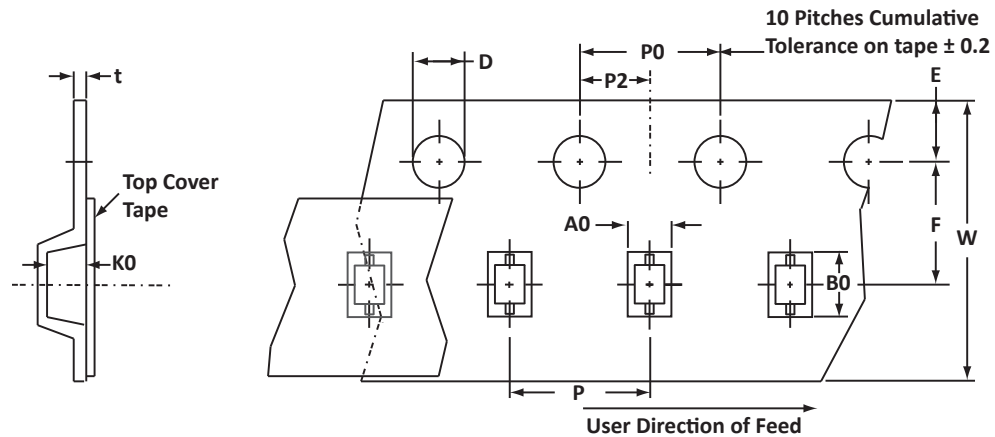 10 Pitches Cumulative
Tolerance on tape ± 0.2
t
D
P0
P2
E
Top Cover
Tape
A0
F
W
K0
B0
P
User Direction of Feed